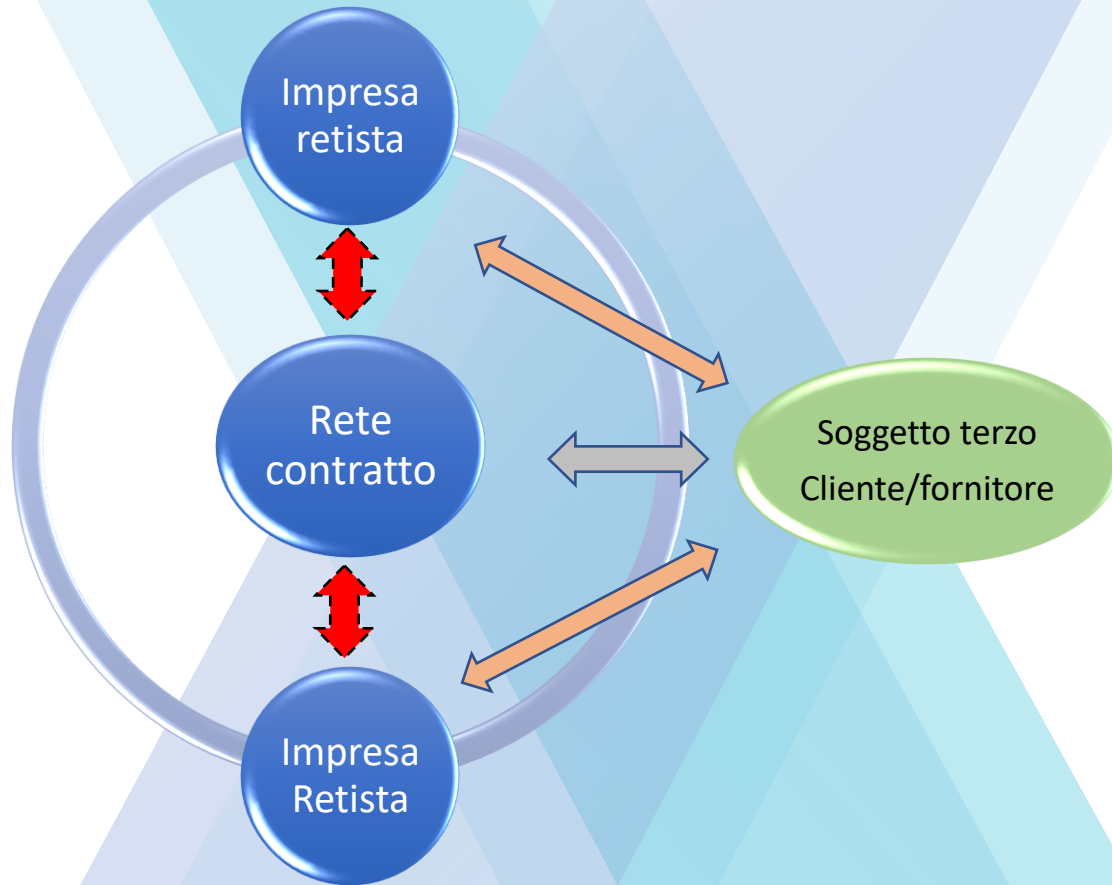 Impresa
retista
Rete
contratto
Soggetto terzo
Cliente/fornitore
Impresa
Retista